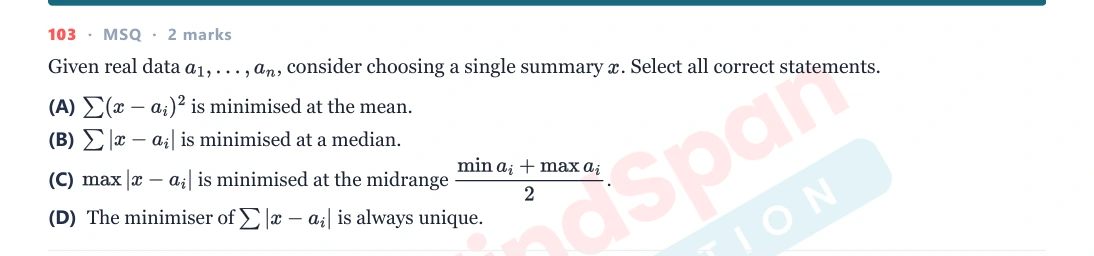 103 · MSQ · 2 marks
Given real data a₁, . . . , aₙ, consider choosing a single summary x. Select all correct statements.
(A) ∑(x − aᵢ)² is minimised at the mean.
(B) ∑ |x − aᵢ| is minimised at a median.
(C) max |x − aᵢ| is minimised at the midrange (min aᵢ + max aᵢ)/2.
(D) The minimiser of ∑ |x − aᵢ| is always unique.